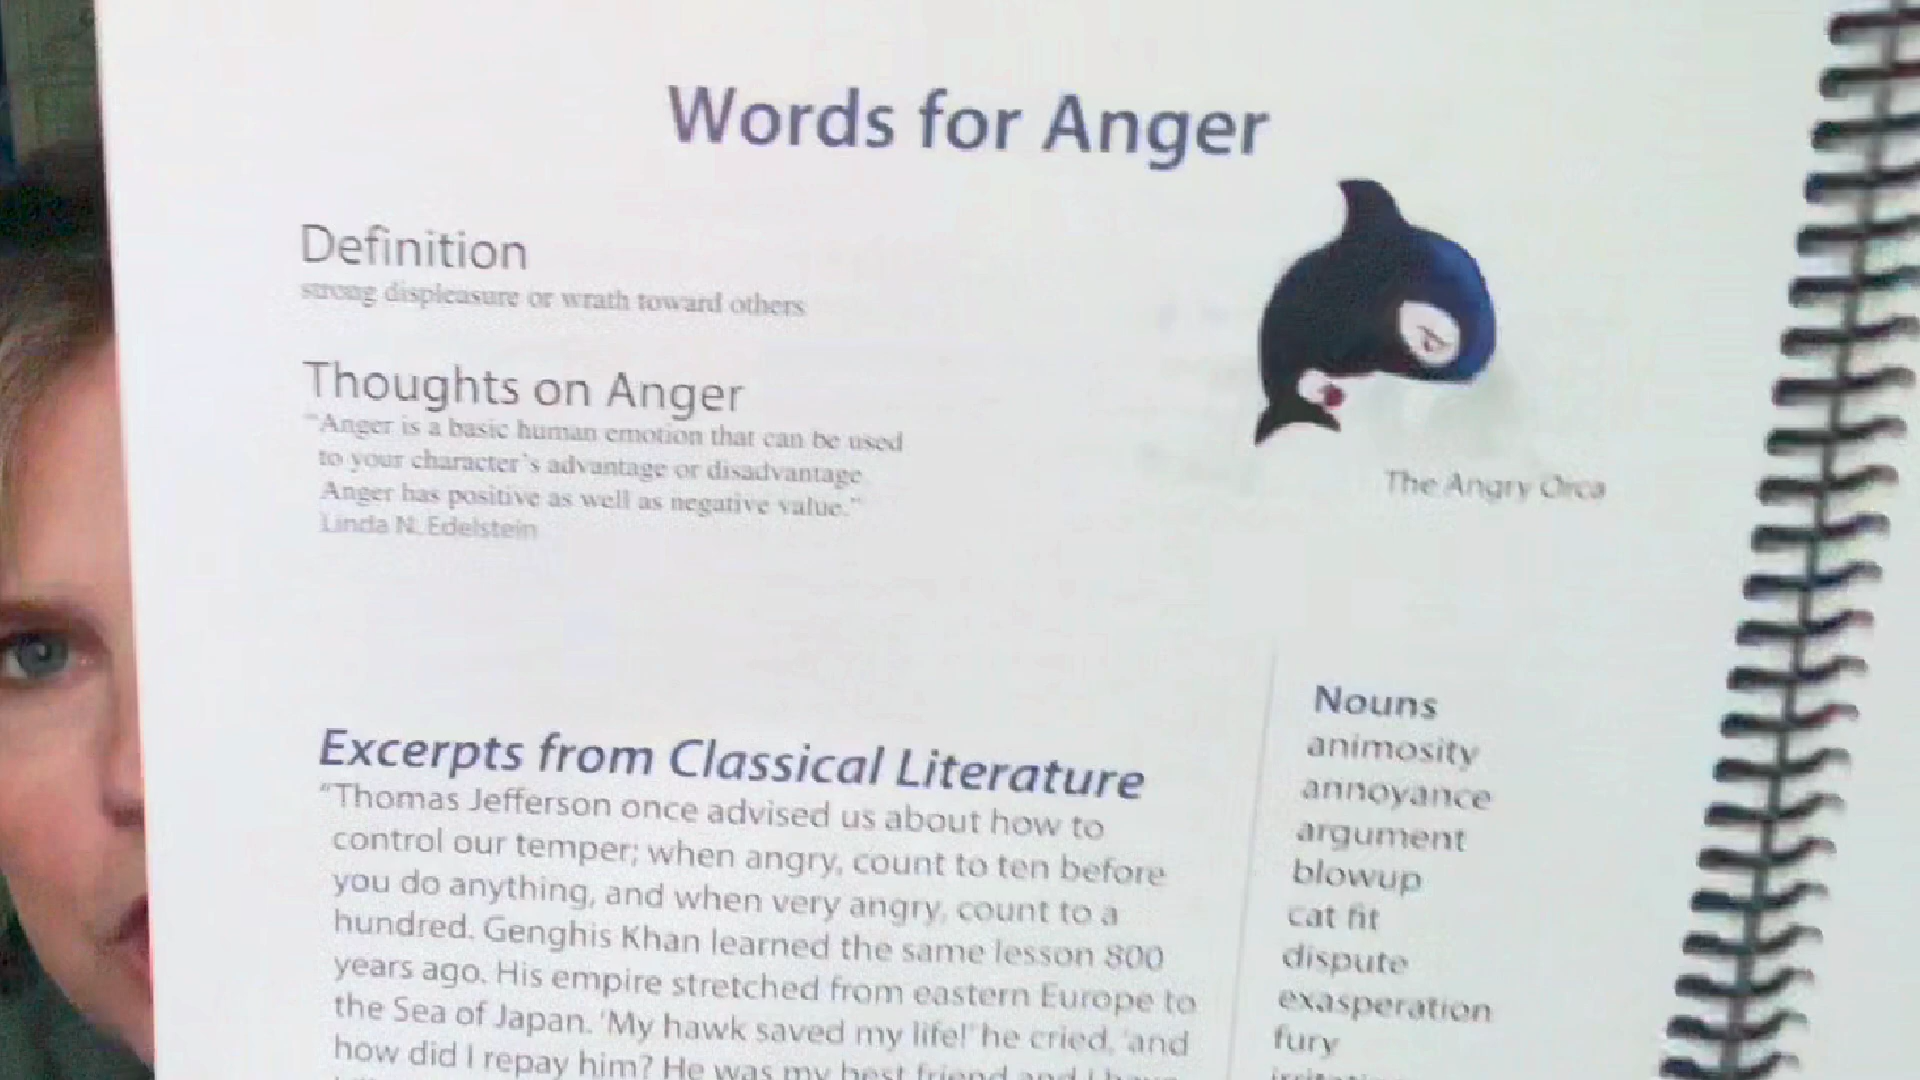 Words for Anger
Definition
strong displeasure or wrath toward others
Thoughts on Anger
"Anger is a basic human emotion that can be used
to your character's advantage or disadvantage.
Anger has positive as well as negative value."
Linda N. Edelstein
The Angry Orca
Excerpts from Classical Literature
"Thomas Jefferson once advised us about how to
control our temper; when angry, count to ten before
you do anything, and when very angry, count to a
hundred. Genghis Khan learned the same lesson 800
years ago. His empire stretched from eastern Europe to
the Sea of Japan. 'My hawk saved my life!' he cried, 'and
how did I repay him? He was my best friend and I have
Nouns
animosity
annoyance
argument
blowup
cat fit
dispute
exasperation
fury